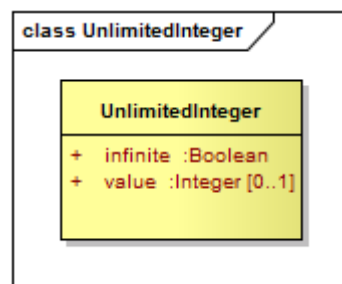 class UnlimitedInteger
UnlimitedInteger
+ infinite :Boolean
+ value :Integer [0..1]